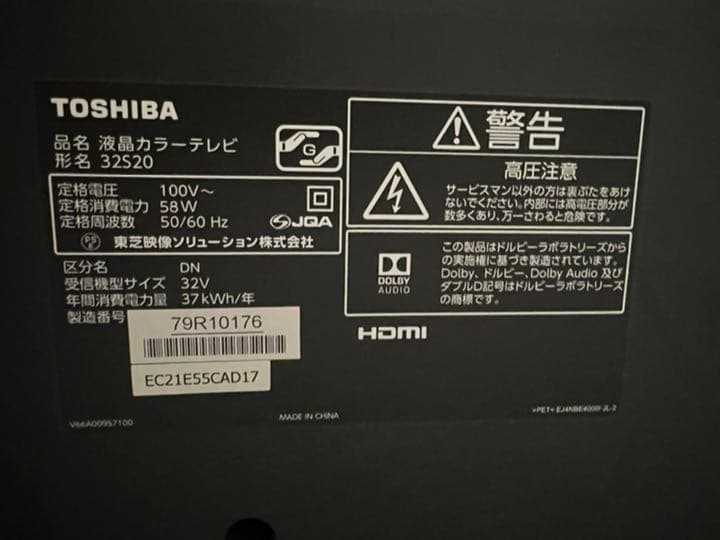 TOSHIBA
品名 液晶カラーテレビ
形名 32S20
G
定格電圧 100V～
定格消費電力 58W
定格周波数 50/60 Hz
JQA
PSE 東芝映像ソリューション株式会社
区分名 DN
受信機型サイズ 32V
年間消費電力量 37kWh/年
製造番号
79R10176
EC21E55CAD17
警告
高圧注意
サービスマン以外の方は裏ぶたをあけ
ないでください。内部には高電圧部分が
数多くあり、万一さわると危険です。
DOLBY
AUDIO
この製品はドルビーラボラトリーズから
の実施権に基づき製造されています。
Dolby、ドルビー、Dolby Audio 及び
ダブルD記号はドルビーラボラトリーズ
の商標です。
HDMI
V66A00957100
MADE IN CHINA
>PET< EJ4NBE4009 JL-2